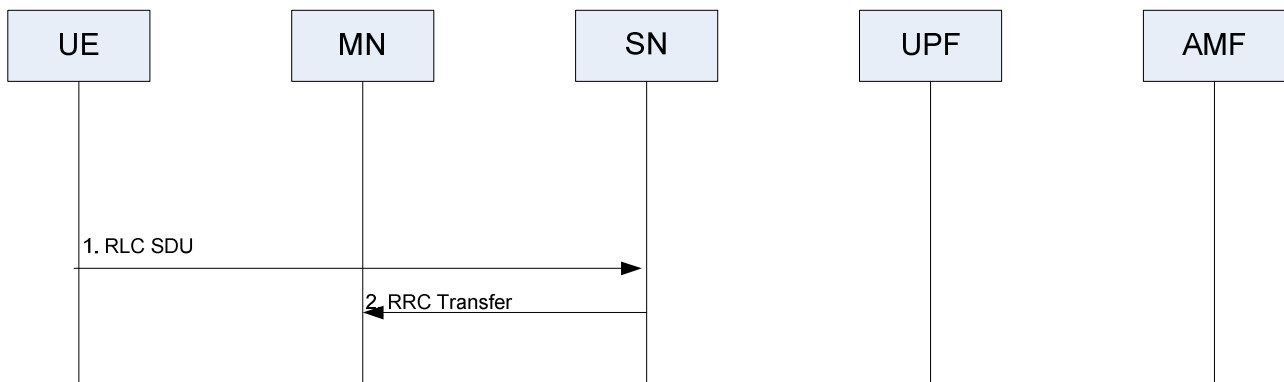 UE
MN
SN
UPF
AMF
1. RLC SDU
2. RRC Transfer